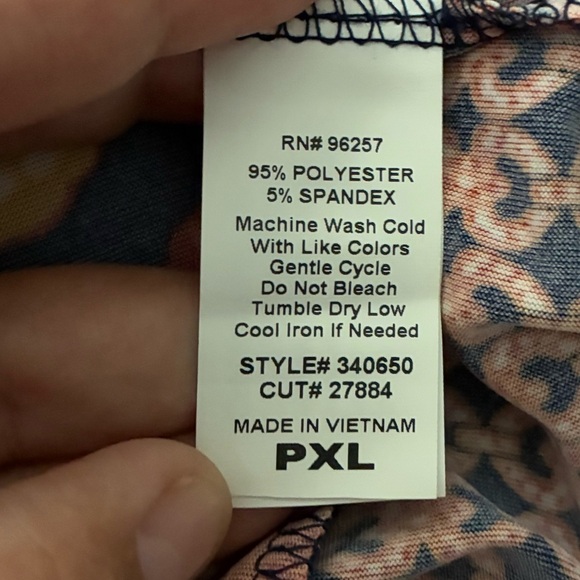 RN# 96257
95% POLYESTER
5% SPANDEX
Machine Wash Cold
With Like Colors
Gentle Cycle
Do Not Bleach
Tumble Dry Low
Cool Iron If Needed
STYLE# 340650
CUT# 27884
MADE IN VIETNAM
PXL